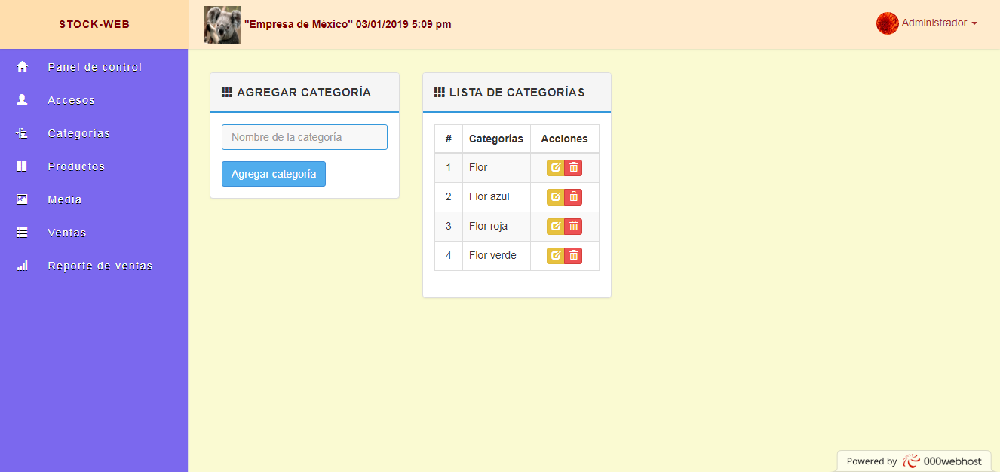 STOCK-WEB
"Empresa de México" 03/01/2019 5:09 pm
Administrador
Panel de control
Accesos
Categorías
Productos
Media
Ventas
Reporte de ventas
AGREGAR CATEGORÍA
Nombre de la categoría
Agregar categoría
LISTA DE CATEGORÍAS
# Categorías Acciones
1 Flor
2 Flor azul
3 Flor roja
4 Flor verde
Powered by 000webhost